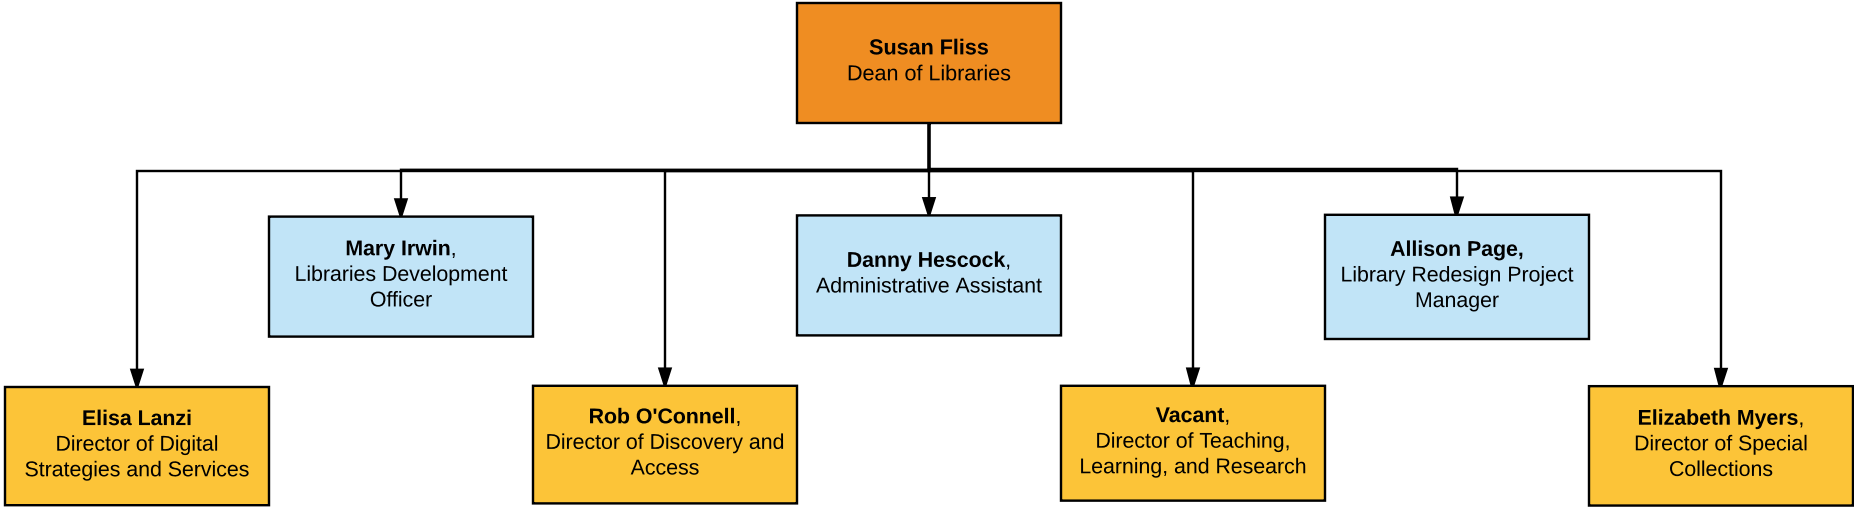 Susan Fliss
Dean of Libraries
Mary Irwin,
Libraries Development
Officer
Danny Hescock,
Administrative Assistant
Allison Page,
Library Redesign Project
Manager
Elisa Lanzi
Director of Digital
Strategies and Services
Rob O'Connell,
Director of Discovery and
Access
Vacant,
Director of Teaching,
Learning, and Research
Elizabeth Myers,
Director of Special
Collections